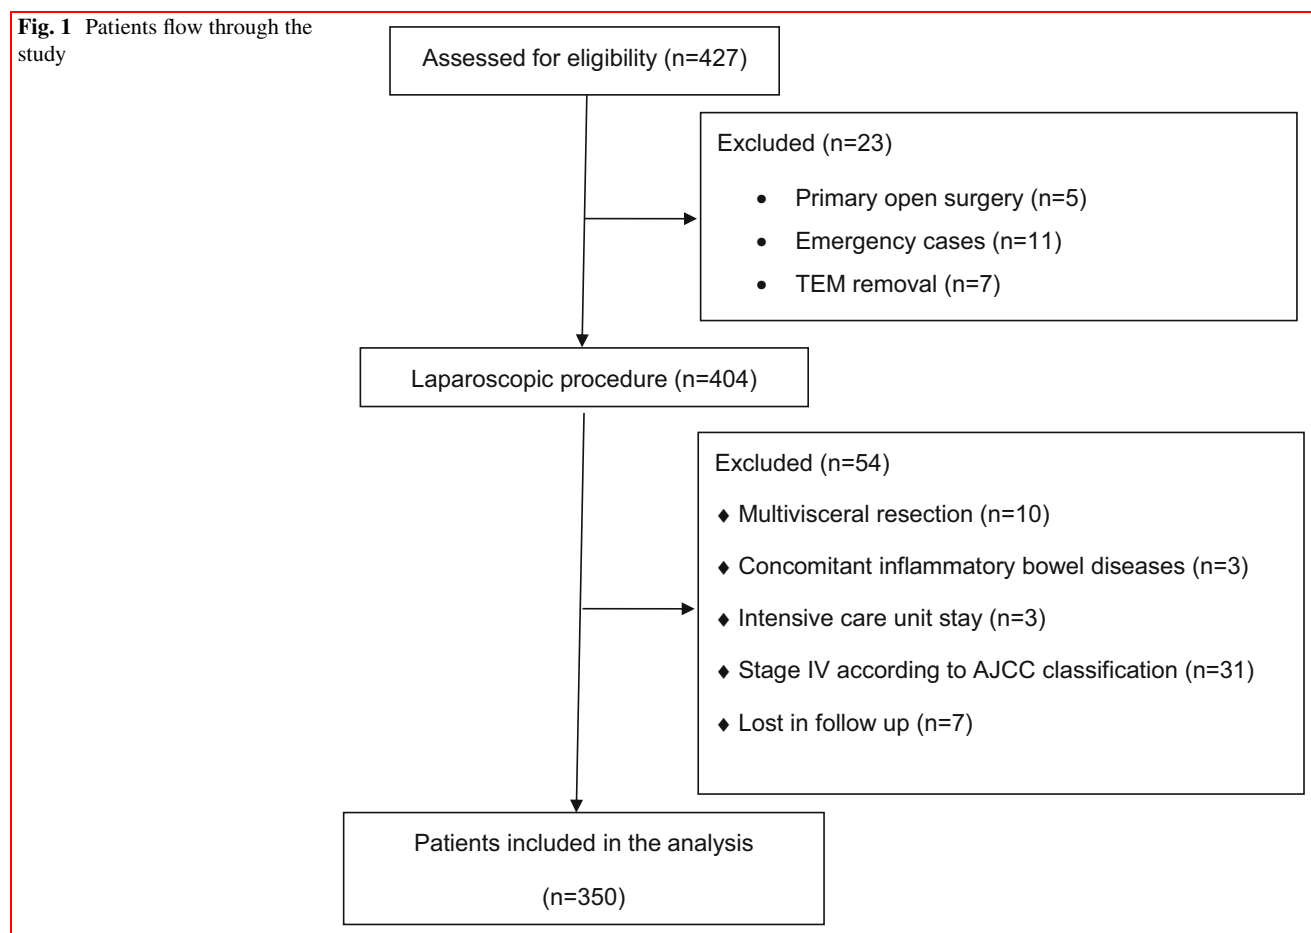 Fig. 1 Patients flow through the
study
Assessed for eligibility (n=427)
Excluded (n=23)
• Primary open surgery (n=5)
• Emergency cases (n=11)
• TEM removal (n=7)
Laparoscopic procedure (n=404)
Excluded (n=54)
♦ Multivisceral resection (n=10)
♦ Concomitant inflammatory bowel diseases (n=3)
♦ Intensive care unit stay (n=3)
♦ Stage IV according to AJCC classification (n=31)
♦ Lost in follow up (n=7)
Patients included in the analysis
(n=350)